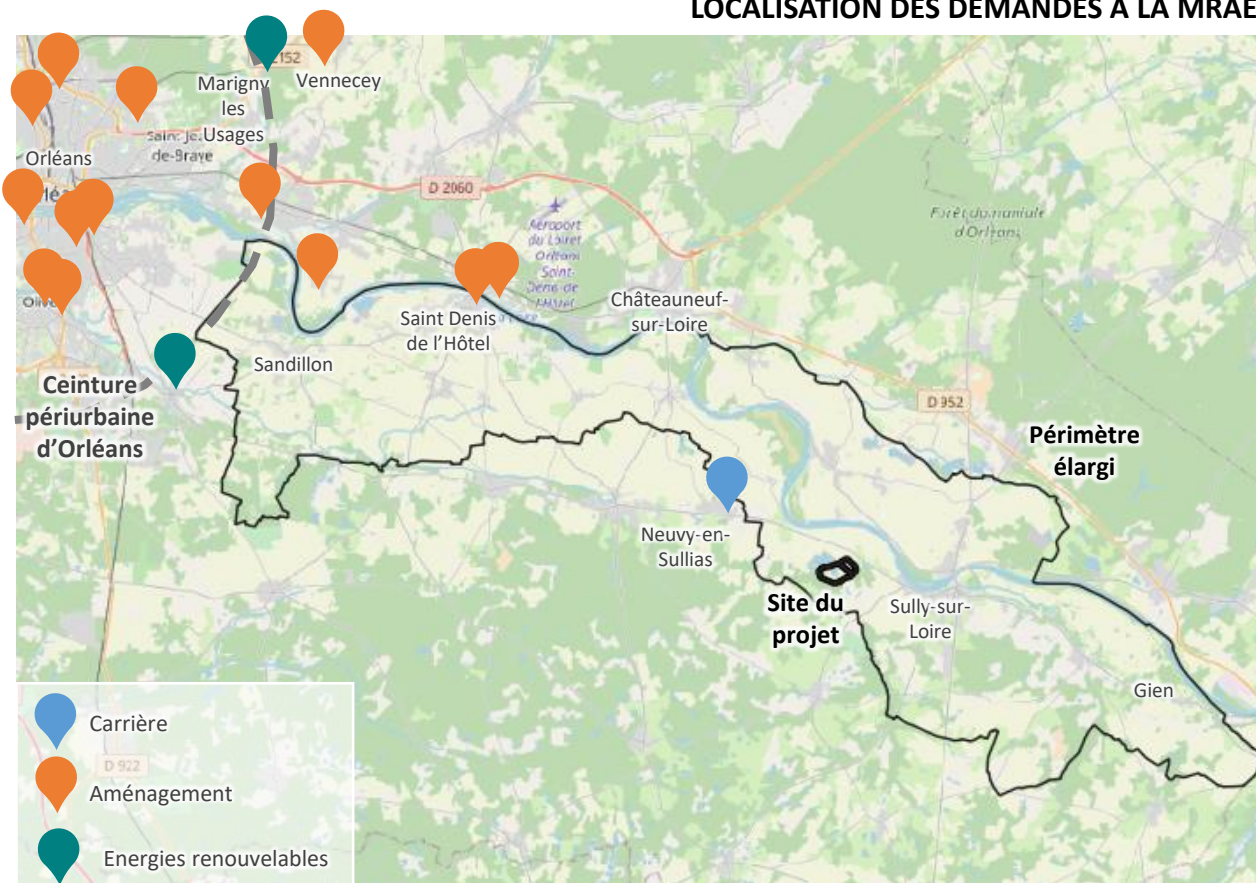 LOCALISATION DES DEMANDES A LA MRAE
2152
Marigny
les
Usages
Vennecey
Orléans
de-Braye
D 2060
Aéroport
du Loiret
Orléans
Saint-
Denis-de
l'Hôtel
d'Orléans
Châteauneuf-
sur-Loire
Saint Denis
de l'Hôtel
Sandillon
Ceinture
périurbaine
d'Orléans
D 952
Périmètre
élargi
Neuvy-en-
Sullias
Site du
projet
Sully-sur-
Loire
Gien
Carrière
D 922
Aménagement
Energies renouvelables